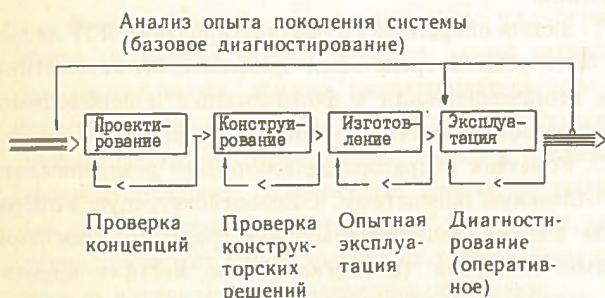 Анализ опыта поколения системы
(базовое диагностирование)
Проекти-
рование
Конструи-
рование
Изготов-
ление
Эксплуа-
тация
Проверка
концепций
Проверка
конструк-
торских
решений
Опытная
эксплуа-
тация
Диагности-
рование
(оператив-
ное)